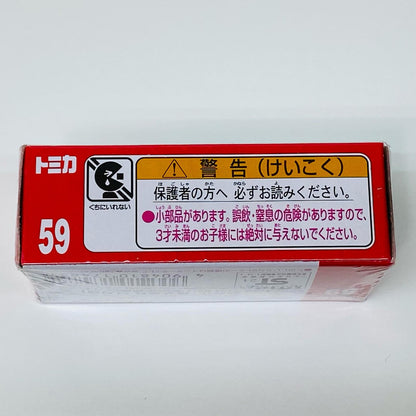 トミカ
くちにいれない
59
警告(けいこく)
保護者の方へ 必ずお読みください。
●小部品があります。誤飲・窒息の危険がありますので、
3才未満のお子様には絶対に与えないでください。
ST